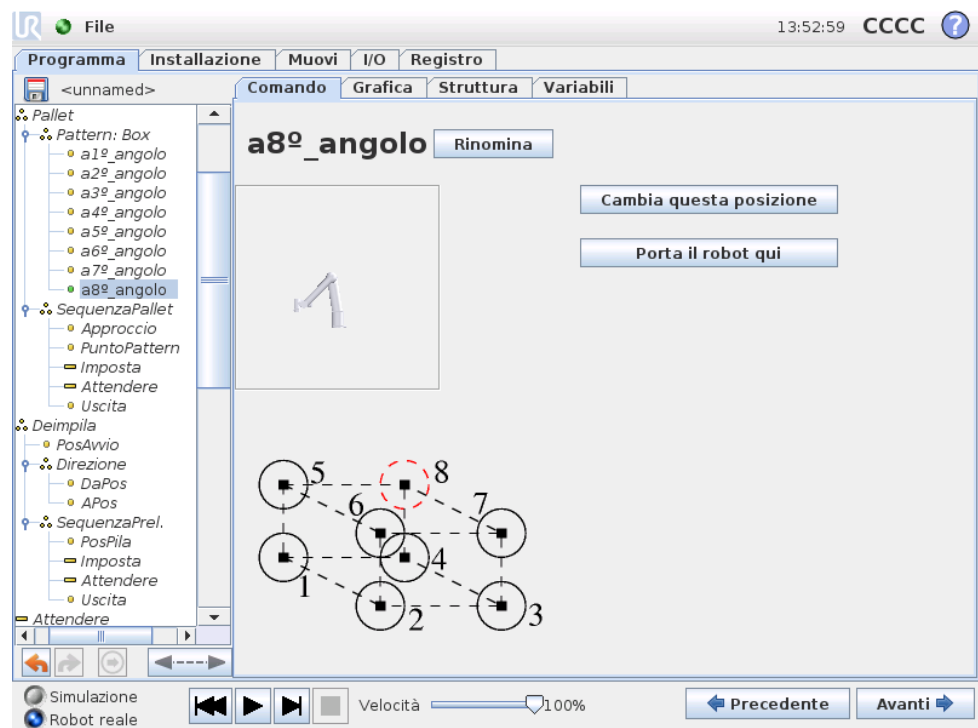 UR File 13:52:59 CCCC ?
Programma Installazione Muovi I/O Registro
<unnamed> Comando Grafica Struttura Variabili
Pallet
Pattern: Box
a1º_angolo
a2º_angolo
a3º_angolo
a4º_angolo
a5º_angolo
a6º_angolo
a7º_angolo
a8º_angolo
SequenzaPallet
Approccio
PuntoPattern
Imposta
Attendere
Uscita
Deimpila
PosAvvio
Direzione
DaPos
APos
SequenzaPrel.
PosPila
Imposta
Attendere
Uscita
Attendere
a8º_angolo Rinomina
Cambia questa posizione
Porta il robot qui
5 8
6 7
1 4
2 3
Simulazione
Robot reale
Velocità 100%
Precedente Avanti